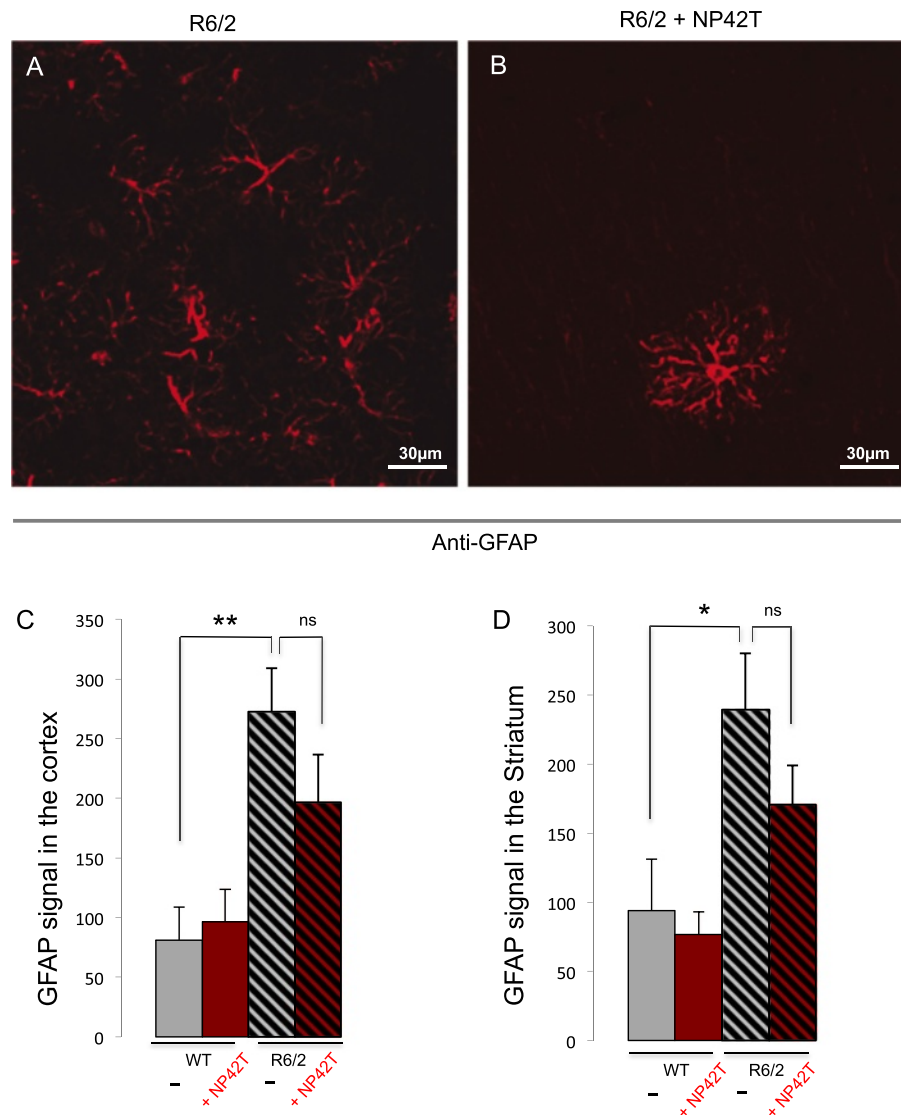 R6/2
R6/2 + NP42T
A
B
30μm
30μm
Anti-GFAP
C
GFAP signal in the cortex
350
300
250
200
150
100
50
0
**
ns
WT
R6/2
-
+ NP42T
-
+ NP42T
D
GFAP signal in the Striatum
300
250
200
150
100
50
0
*
ns
WT
R6/2
-
+ NP42T
-
+ NP42T